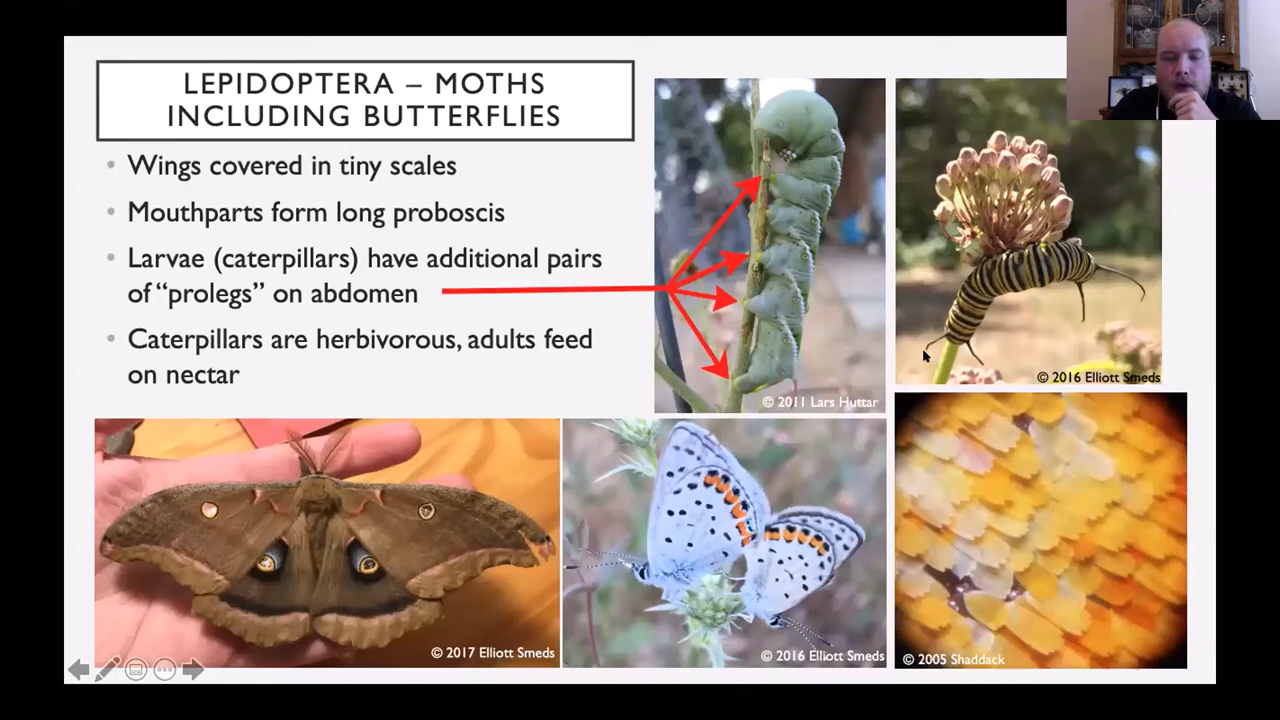 LEPIDOPTERA – MOTHS
INCLUDING BUTTERFLIES
• Wings covered in tiny scales
• Mouthparts form long proboscis
• Larvae (caterpillars) have additional pairs
of “prolegs” on abdomen
• Caterpillars are herbivorous, adults feed
on nectar
© 2011 Lars Huttar
© 2016 Elliott Smeds
© 2017 Elliott Smeds
© 2016 Elliott Smeds
© 2005 Shaddack